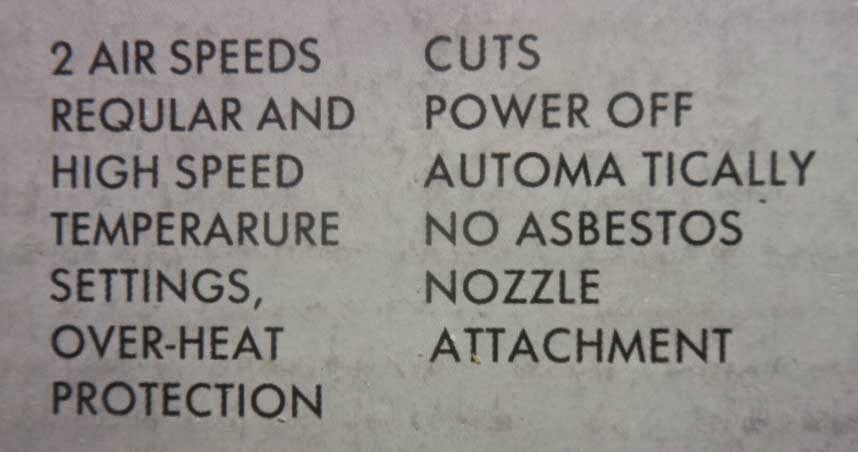 2 AIR SPEEDS
REQULAR AND
HIGH SPEED
TEMPERARURE
SETTINGS,
OVER-HEAT
PROTECTION
CUTS
POWER OFF
AUTOMA TICALLY
NO ASBESTOS
NOZZLE
ATTACHMENT